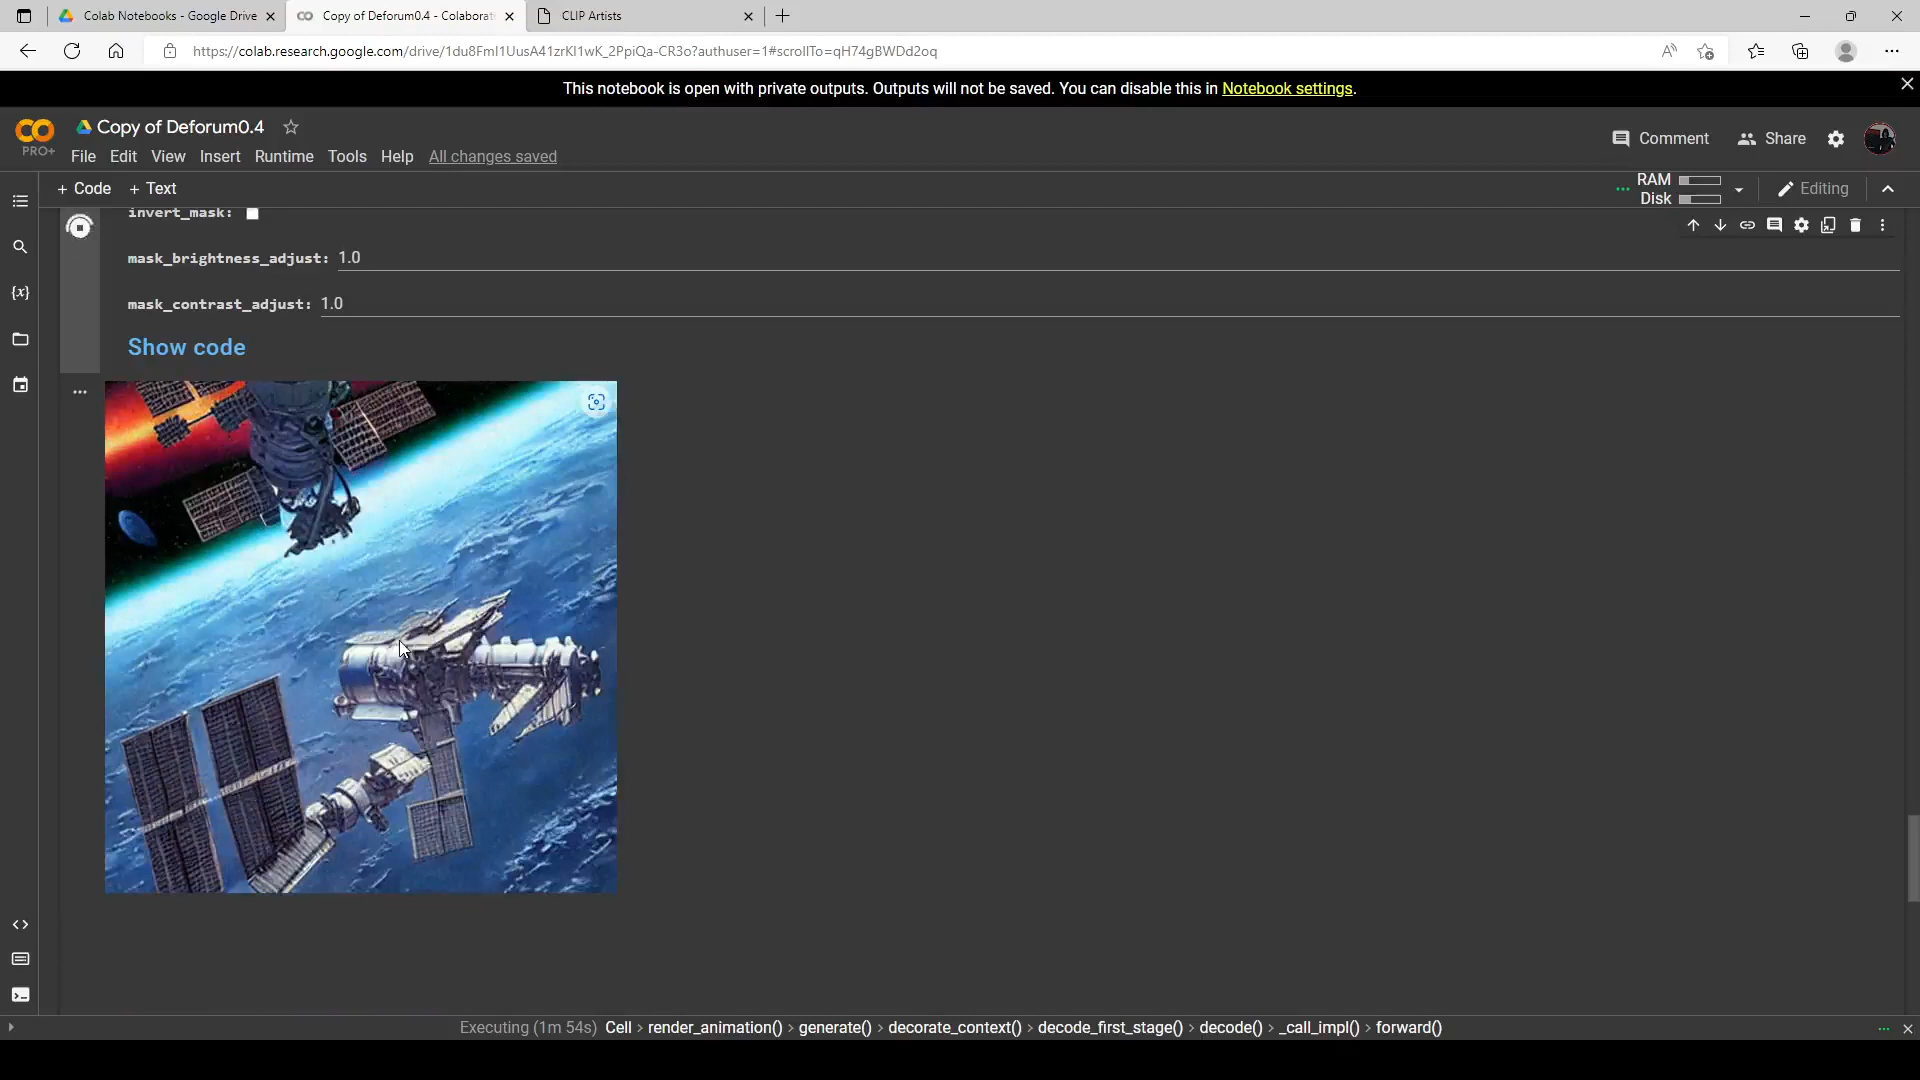 Colab Notebooks - Google Drive
Copy of Deforum0.4 - Colaborat
CLIP Artists
https://colab.research.google.com/drive/1du8FmI1UusA41zrKl1wK_2PpiQa-CR3o?authuser=1#scrollTo=qH74gBWDd2oq
This notebook is open with private outputs. Outputs will not be saved. You can disable this in Notebook settings.
CO
PRO+
Copy of Deforum0.4
File Edit View Insert Runtime Tools Help All changes saved
Comment
Share
+ Code + Text
RAM
Disk
Editing
{x}
invert_mask:
mask_brightness_adjust: 1.0
mask_contrast_adjust: 1.0
Show code
Executing (1m 54s) Cell > render_animation() > generate() > decorate_context() > decode_first_stage() > decode() > _call_impl() > forward()